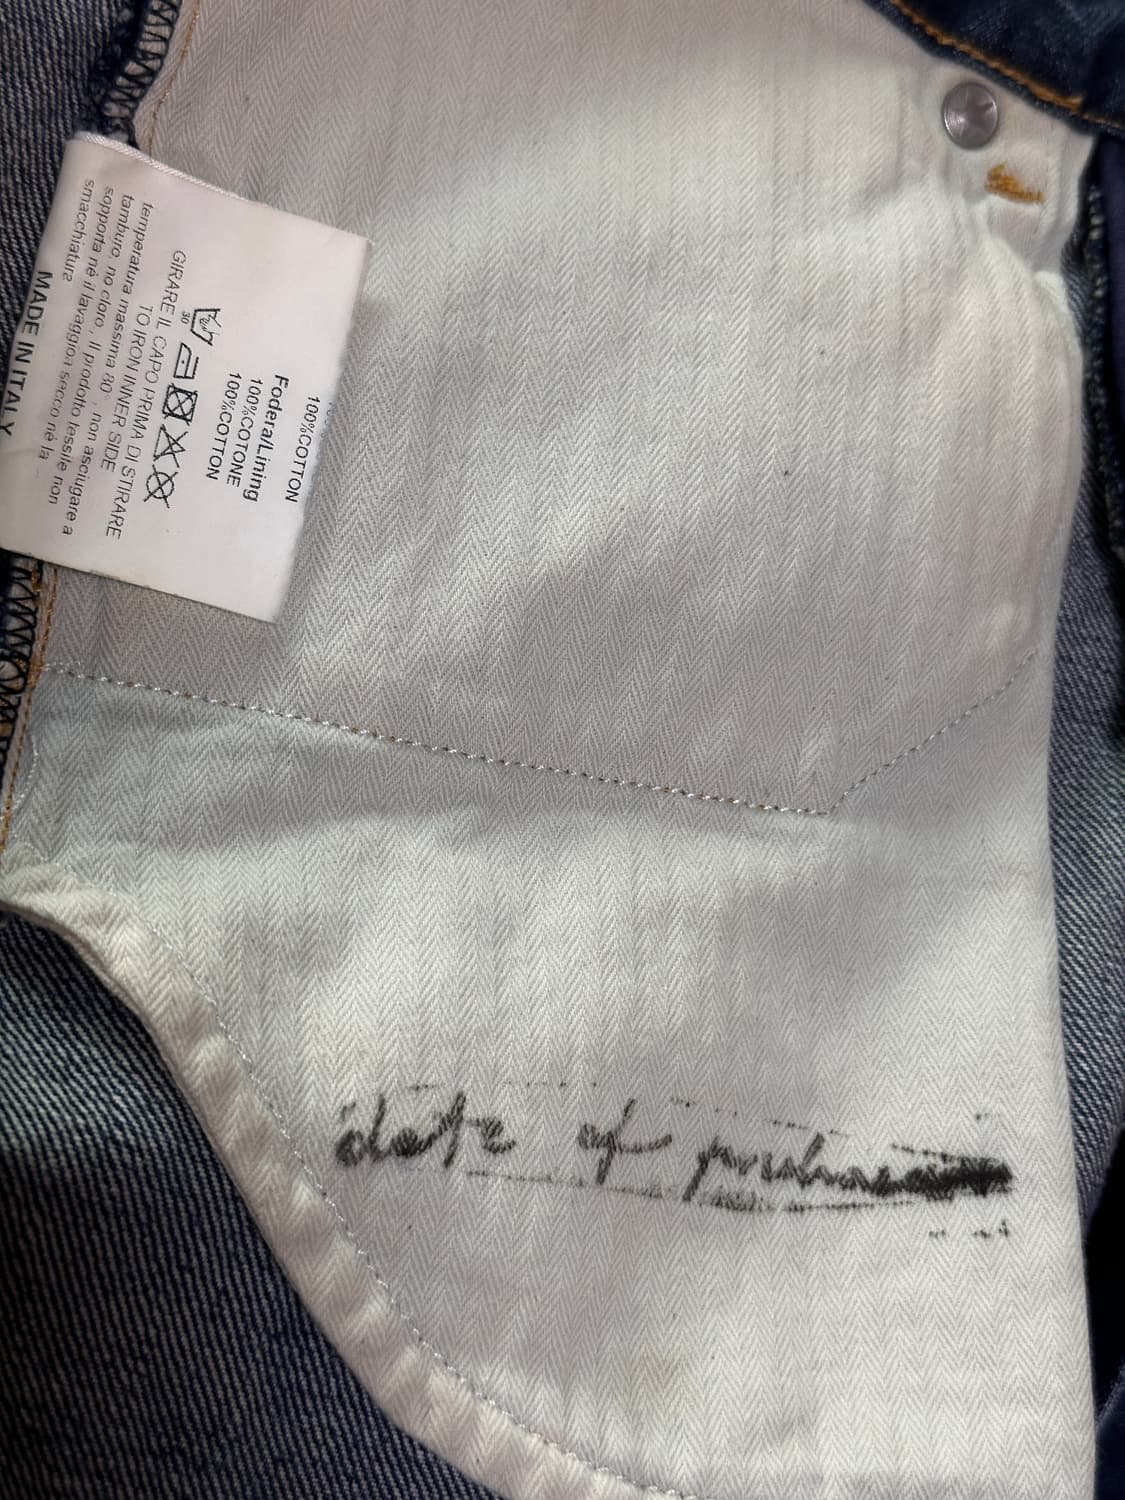 100%COTTON
Fodera/Lining
100%COTONE
100%COTTON
30
GIRARE IL CAPO PRIMA DI STIRARE
TO IRON INNER SIDE
temperatura massima 80°, non asciugare a
tamburo, no cloro, Il prodotto tessile non
sopporta nè il lavaggio a secco nè la
smacchiatura
MADE IN ITALY
date of purchase